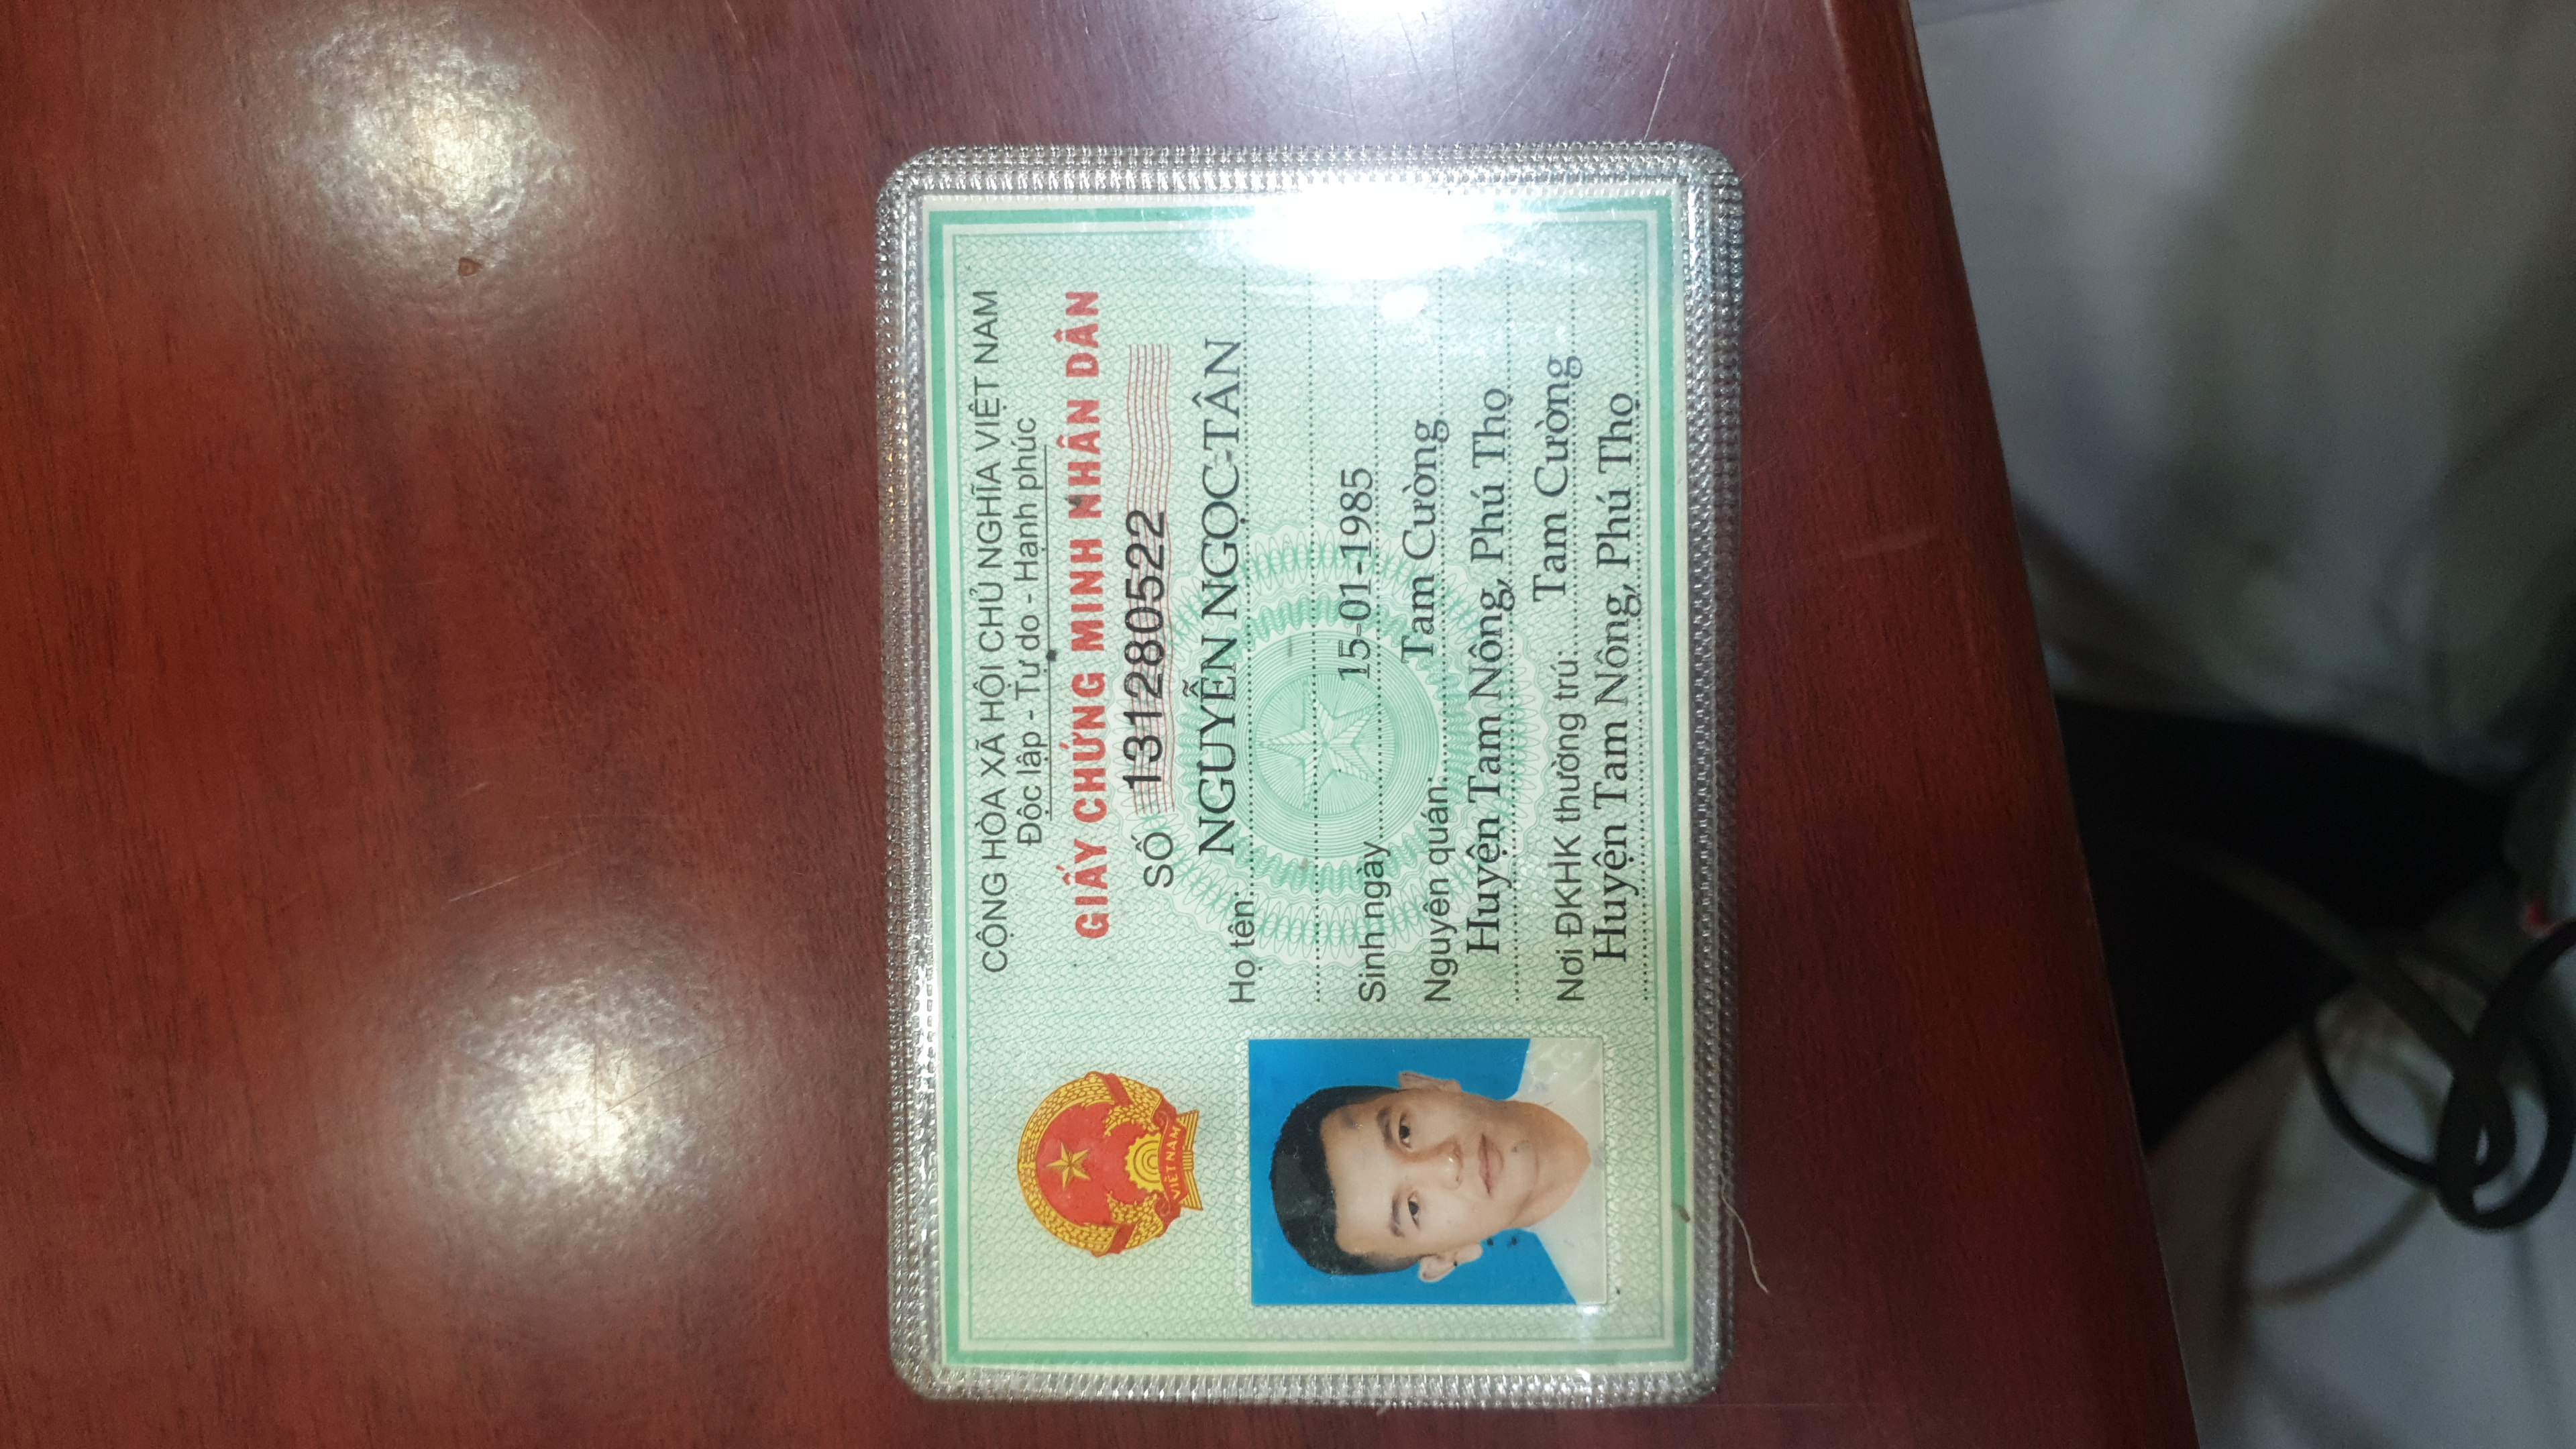 CỘNG HÒA XÃ HỘI CHỦ NGHĨA VIỆT NAM
Độc lập - Tự do - Hạnh phúc
GIẤY CHỨNG MINH NHÂN DÂN
SỐ 131280522
VIỆT NAM
Họ tên: NGUYỄN NGỌC-TÂN
Sinh ngày 15-01-1985
Nguyên quán: Tam Cường
Huyện Tam Nông, Phú Thọ
Nơi ĐKHK thường trú: Tam Cường
Huyện Tam Nông, Phú Thọ